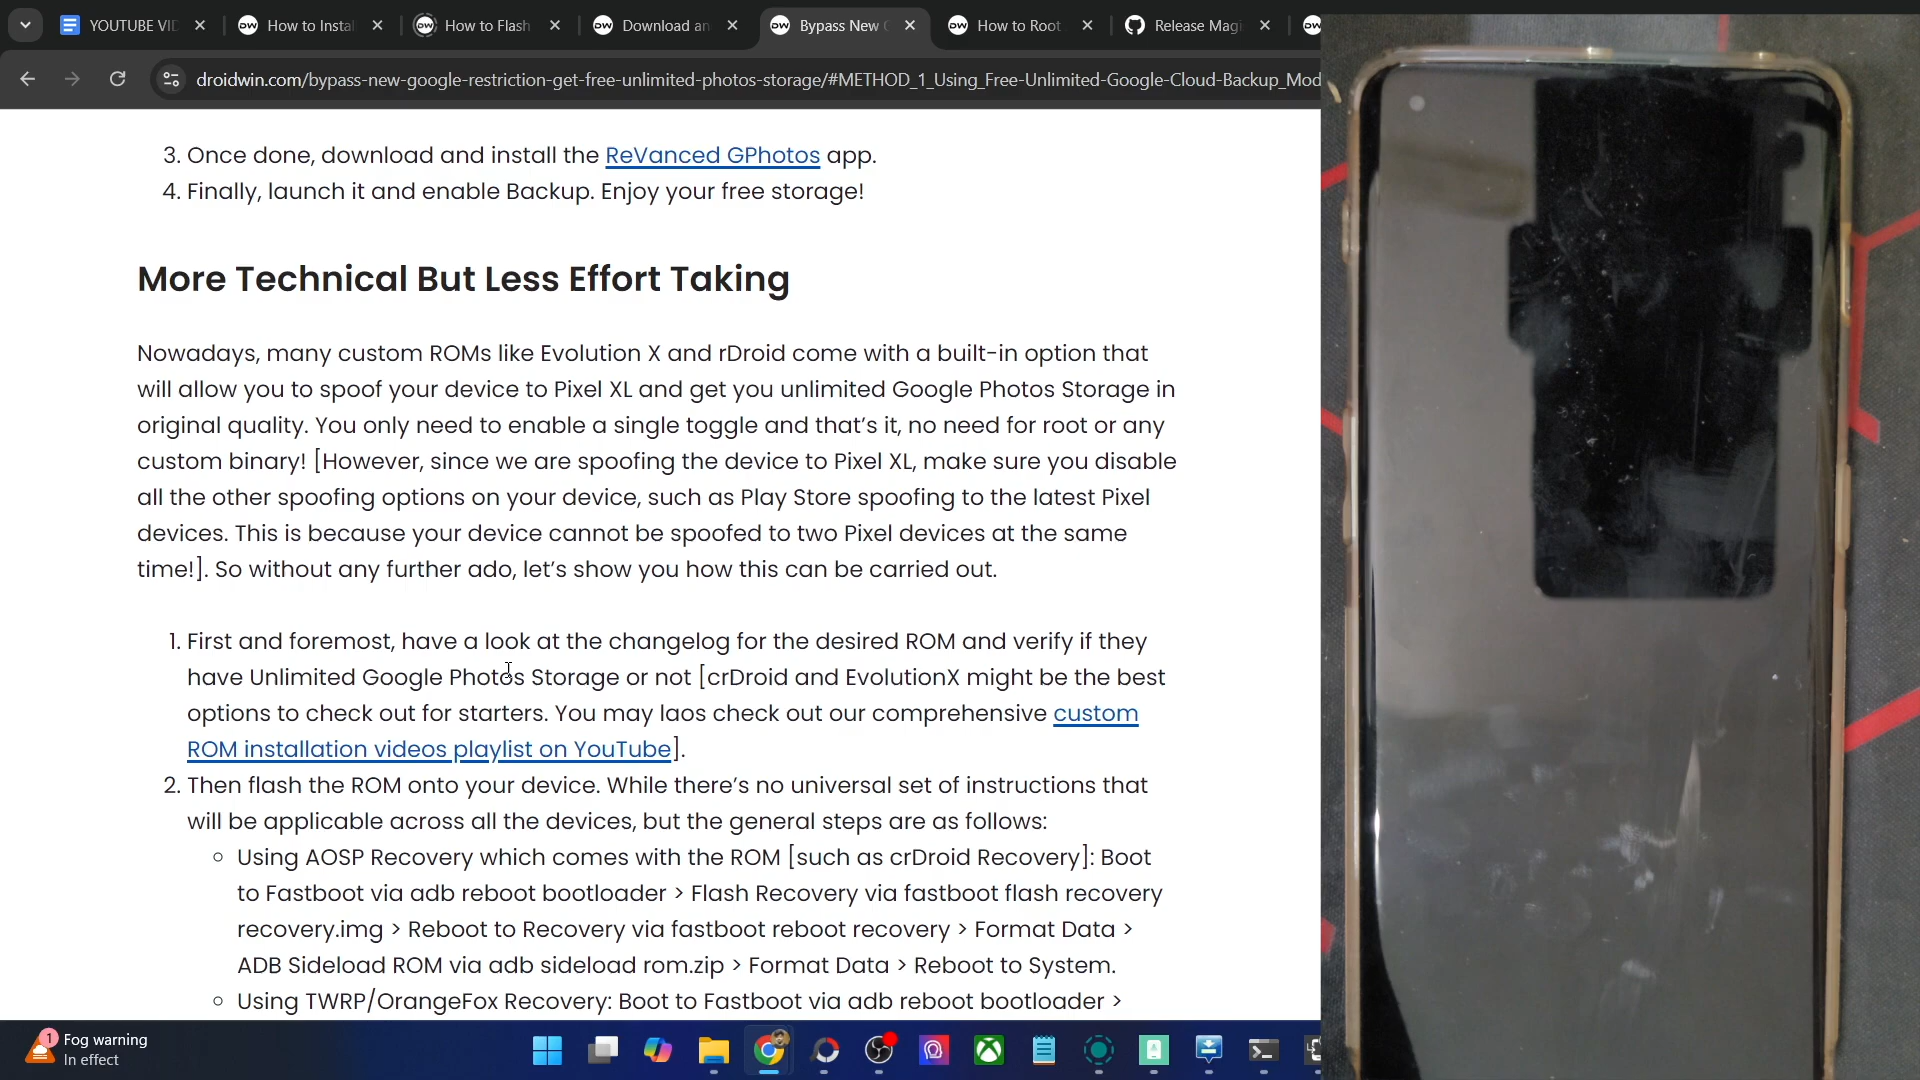 YOUTUBE VI
How to Insta
How to Flash
Download an
Bypass New
How to Root
Release Magi
droidwin.com/bypass-new-google-restriction-get-free-unlimited-photos-storage/#METHOD_1_Using_Free-Unlimited-Google-Cloud-Backup_Mod
3. Once done, download and install the ReVanced GPhotos app.
4. Finally, launch it and enable Backup. Enjoy your free storage!
More Technical But Less Effort Taking
Nowadays, many custom ROMs like Evolution X and rDroid come with a built-in option that
will allow you to spoof your device to Pixel XL and get you unlimited Google Photos Storage in
original quality. You only need to enable a single toggle and that’s it, no need for root or any
custom binary! [However, since we are spoofing the device to Pixel XL, make sure you disable
all the other spoofing options on your device, such as Play Store spoofing to the latest Pixel
devices. This is because your device cannot be spoofed to two Pixel devices at the same
time!]. So without any further ado, let’s show you how this can be carried out.
1. First and foremost, have a look at the changelog for the desired ROM and verify if they
have Unlimited Google Photos Storage or not [crDroid and EvolutionX might be the best
options to check out for starters. You may laos check out our comprehensive custom
ROM installation videos playlist on YouTube].
2. Then flash the ROM onto your device. While there’s no universal set of instructions that
will be applicable across all the devices, but the general steps are as follows:
Using AOSP Recovery which comes with the ROM [such as crDroid Recovery]: Boot
to Fastboot via adb reboot bootloader > Flash Recovery via fastboot flash recovery
recovery.img > Reboot to Recovery via fastboot reboot recovery > Format Data >
ADB Sideload ROM via adb sideload rom.zip > Format Data > Reboot to System.
Using TWRP/OrangeFox Recovery: Boot to Fastboot via adb reboot bootloader >
1
Fog warning
In effect